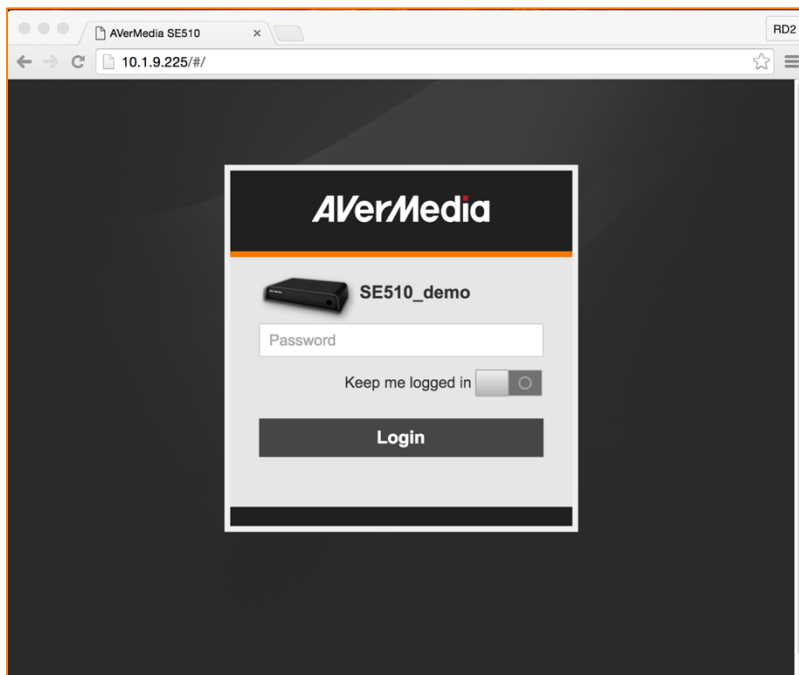 AVerMedia SE510
RD2
10.1.9.225/#/
AVerMedia
SE510_demo
Password
Keep me logged in
Login